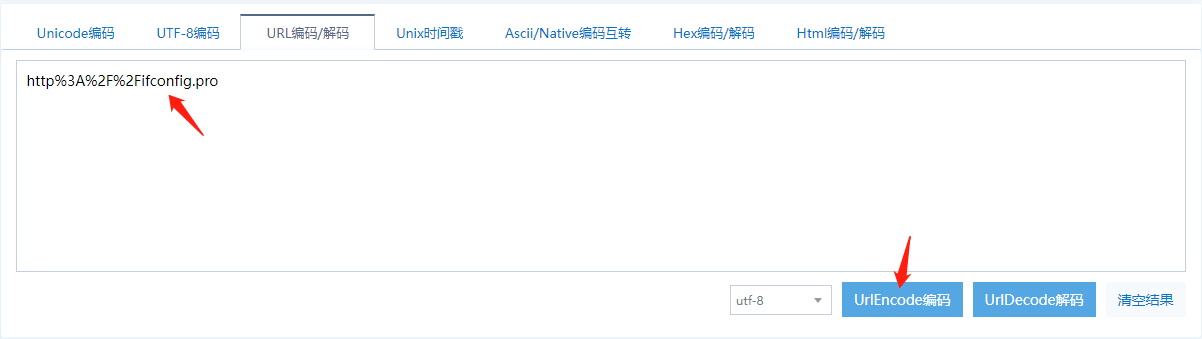 Unicode编码 UTF-8编码 URL编码/解码 Unix时间戳 Ascii/Native编码互转 Hex编码/解码 Html编码/解码
http%3A%2F%2Fifconfig.pro
utf-8 UrlEncode编码 UrlDecode解码 清空结果